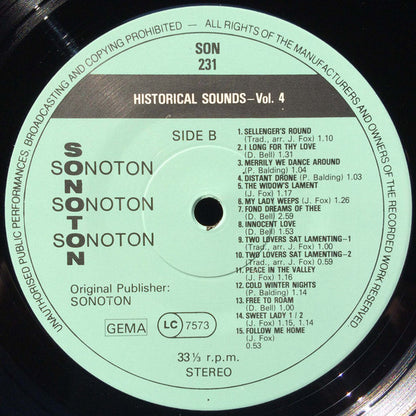 UNAUTHORISED PUBLIC PERFORMANCES, BROADCASTING AND COPYING PROHIBITED — ALL RIGHTS OF THE MANUFACTURERS AND OWNERS OF THE RECORDED WORK RESERVED.
SON
231
HISTORICAL SOUNDS–Vol. 4
SIDE B
SONOTON
SONOTON
SONOTON
SONOTON
Original Publisher:
SONOTON
GEMA
LC 7573
33 1/3 r.p.m.
STEREO
1. SELLENGER'S ROUND
(Trad., arr. J. Fox) 1.10
2. I LONG FOR THY LOVE
(D. Bell) 1.31
3. MERRILY WE DANCE AROUND
(P. Balding) 1.04
4. DISTANT DRONE (P. Balding) 1.03
5. THE WIDOW'S LAMENT
(J. Fox) 1.17
6. MY LADY WEEPS (J. Fox) 1.26
7. FOND DREAMS OF THEE
(D. Bell) 2.59
8. INNOCENT LOVE
(D. Bell) 1.53
9. TWO LOVERS SAT LAMENTING–1
(Trad., arr. J. Fox) 1.00
10. TWO LOVERS SAT LAMENTING–2
(Trad., arr. J. Fox) 0.59
11. PEACE IN THE VALLEY
(J. Fox) 1.16
12. COLD WINTER NIGHTS
(P. Balding) 1.14
13. FREE TO ROAM
(D. Bell) 1.00
14. SWEET LADY 1 / 2
(J. Fox) 1.15, 1.14
15. FOLLOW ME HOME
(J. Fox)
0.53